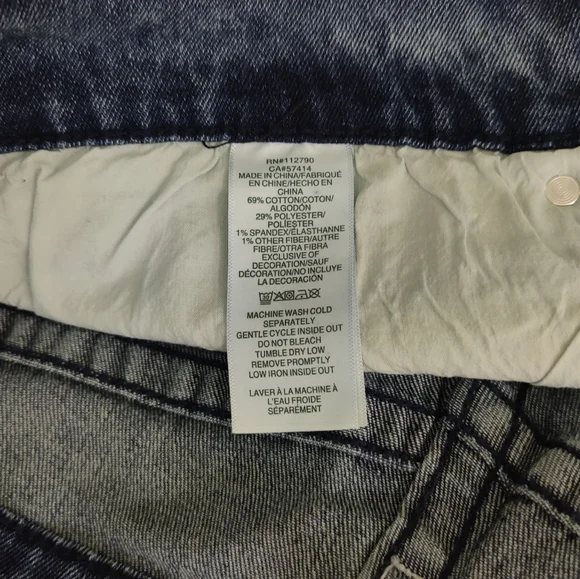 RN#112790
CA#57414
MADE IN CHINA/FABRIQUÉ
EN CHINE/HECHO EN
CHINA
69% COTTON/COTON/
ALGODÓN
29% POLYESTER/
POLIÉSTER
1% SPANDEX/ÉLASTHANNE
1% OTHER FIBER/AUTRE
FIBRE/OTRA FIBRA
EXCLUSIVE OF
DECORATION/SAUF
DÉCORATION/NO INCLUYE
LA DECORACIÓN
MACHINE WASH COLD
SEPARATELY
GENTLE CYCLE INSIDE OUT
DO NOT BLEACH
TUMBLE DRY LOW
REMOVE PROMPTLY
LOW IRON INSIDE OUT
LAVER À LA MACHINE À
L'EAU FROIDE
SÉPARÉMENT